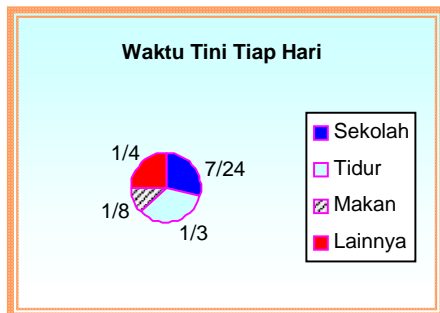 Waktu Tini Tiap Hari
1/4
7/24
1/8
1/3
Sekolah
Tidur
Makan
Lainnya